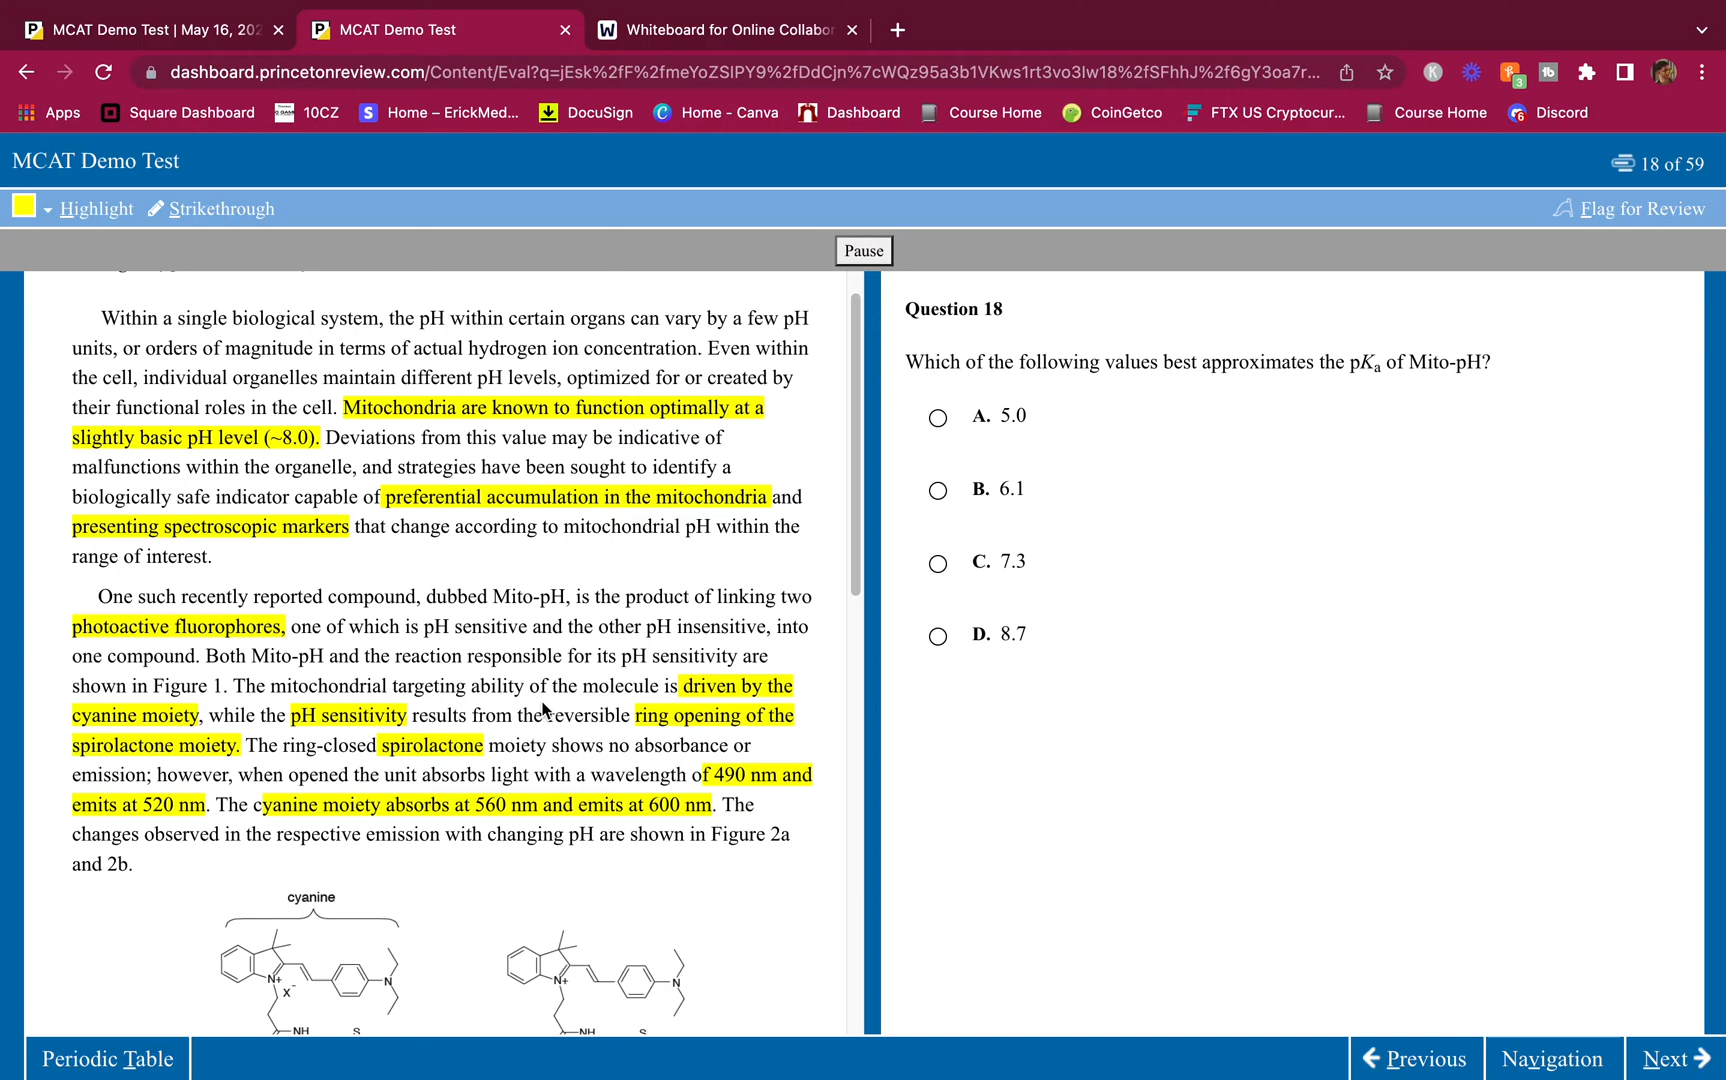 MCAT Demo Test | May 16, 202
MCAT Demo Test
Whiteboard for Online Collabor
dashboard.princetonreview.com/Content/Eval?q=jEsk%2fF%2fmeYoZSIPY9%2fDdCjn%7cWQz95a3b1VKws1rt3vo3lw18%2fSFhhJ%2f6gY3oa7r...
Apps Square Dashboard 10CZ Home – ErickMed... DocuSign Home - Canva Dashboard Course Home CoinGetco FTX US Cryptocur... Course Home Discord
MCAT Demo Test
18 of 59
Highlight Strikethrough
Flag for Review
Pause
Within a single biological system, the pH within certain organs can vary by a few pH
units, or orders of magnitude in terms of actual hydrogen ion concentration. Even within
the cell, individual organelles maintain different pH levels, optimized for or created by
their functional roles in the cell. Mitochondria are known to function optimally at a
slightly basic pH level (~8.0). Deviations from this value may be indicative of
malfunctions within the organelle, and strategies have been sought to identify a
biologically safe indicator capable of preferential accumulation in the mitochondria and
presenting spectroscopic markers that change according to mitochondrial pH within the
range of interest.
One such recently reported compound, dubbed Mito-pH, is the product of linking two
photoactive fluorophores, one of which is pH sensitive and the other pH insensitive, into
one compound. Both Mito-pH and the reaction responsible for its pH sensitivity are
shown in Figure 1. The mitochondrial targeting ability of the molecule is driven by the
cyanine moiety, while the pH sensitivity results from the reversible ring opening of the
spirolactone moiety. The ring-closed spirolactone moiety shows no absorbance or
emission; however, when opened the unit absorbs light with a wavelength of 490 nm and
emits at 520 nm. The cyanine moiety absorbs at 560 nm and emits at 600 nm. The
changes observed in the respective emission with changing pH are shown in Figure 2a
and 2b.
cyanine
N+ X- N NH S
N+ N NH S
Question 18
Which of the following values best approximates the pKa of Mito-pH?
A. 5.0
B. 6.1
C. 7.3
D. 8.7
Periodic Table
Previous Navigation Next